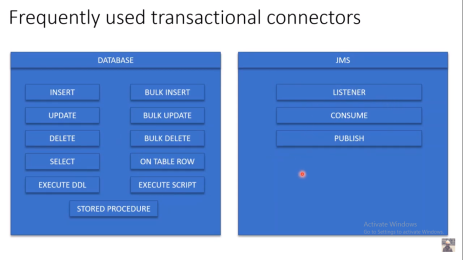 Frequently used transactional connectors
DATABASE
INSERT
BULK INSERT
UPDATE
BULK UPDATE
DELETE
BULK DELETE
SELECT
ON TABLE ROW
EXECUTE DDL
EXECUTE SCRIPT
STORED PROCEDURE
JMS
LISTENER
CONSUME
PUBLISH
Activate Windows
Go to Settings to activate Windows.